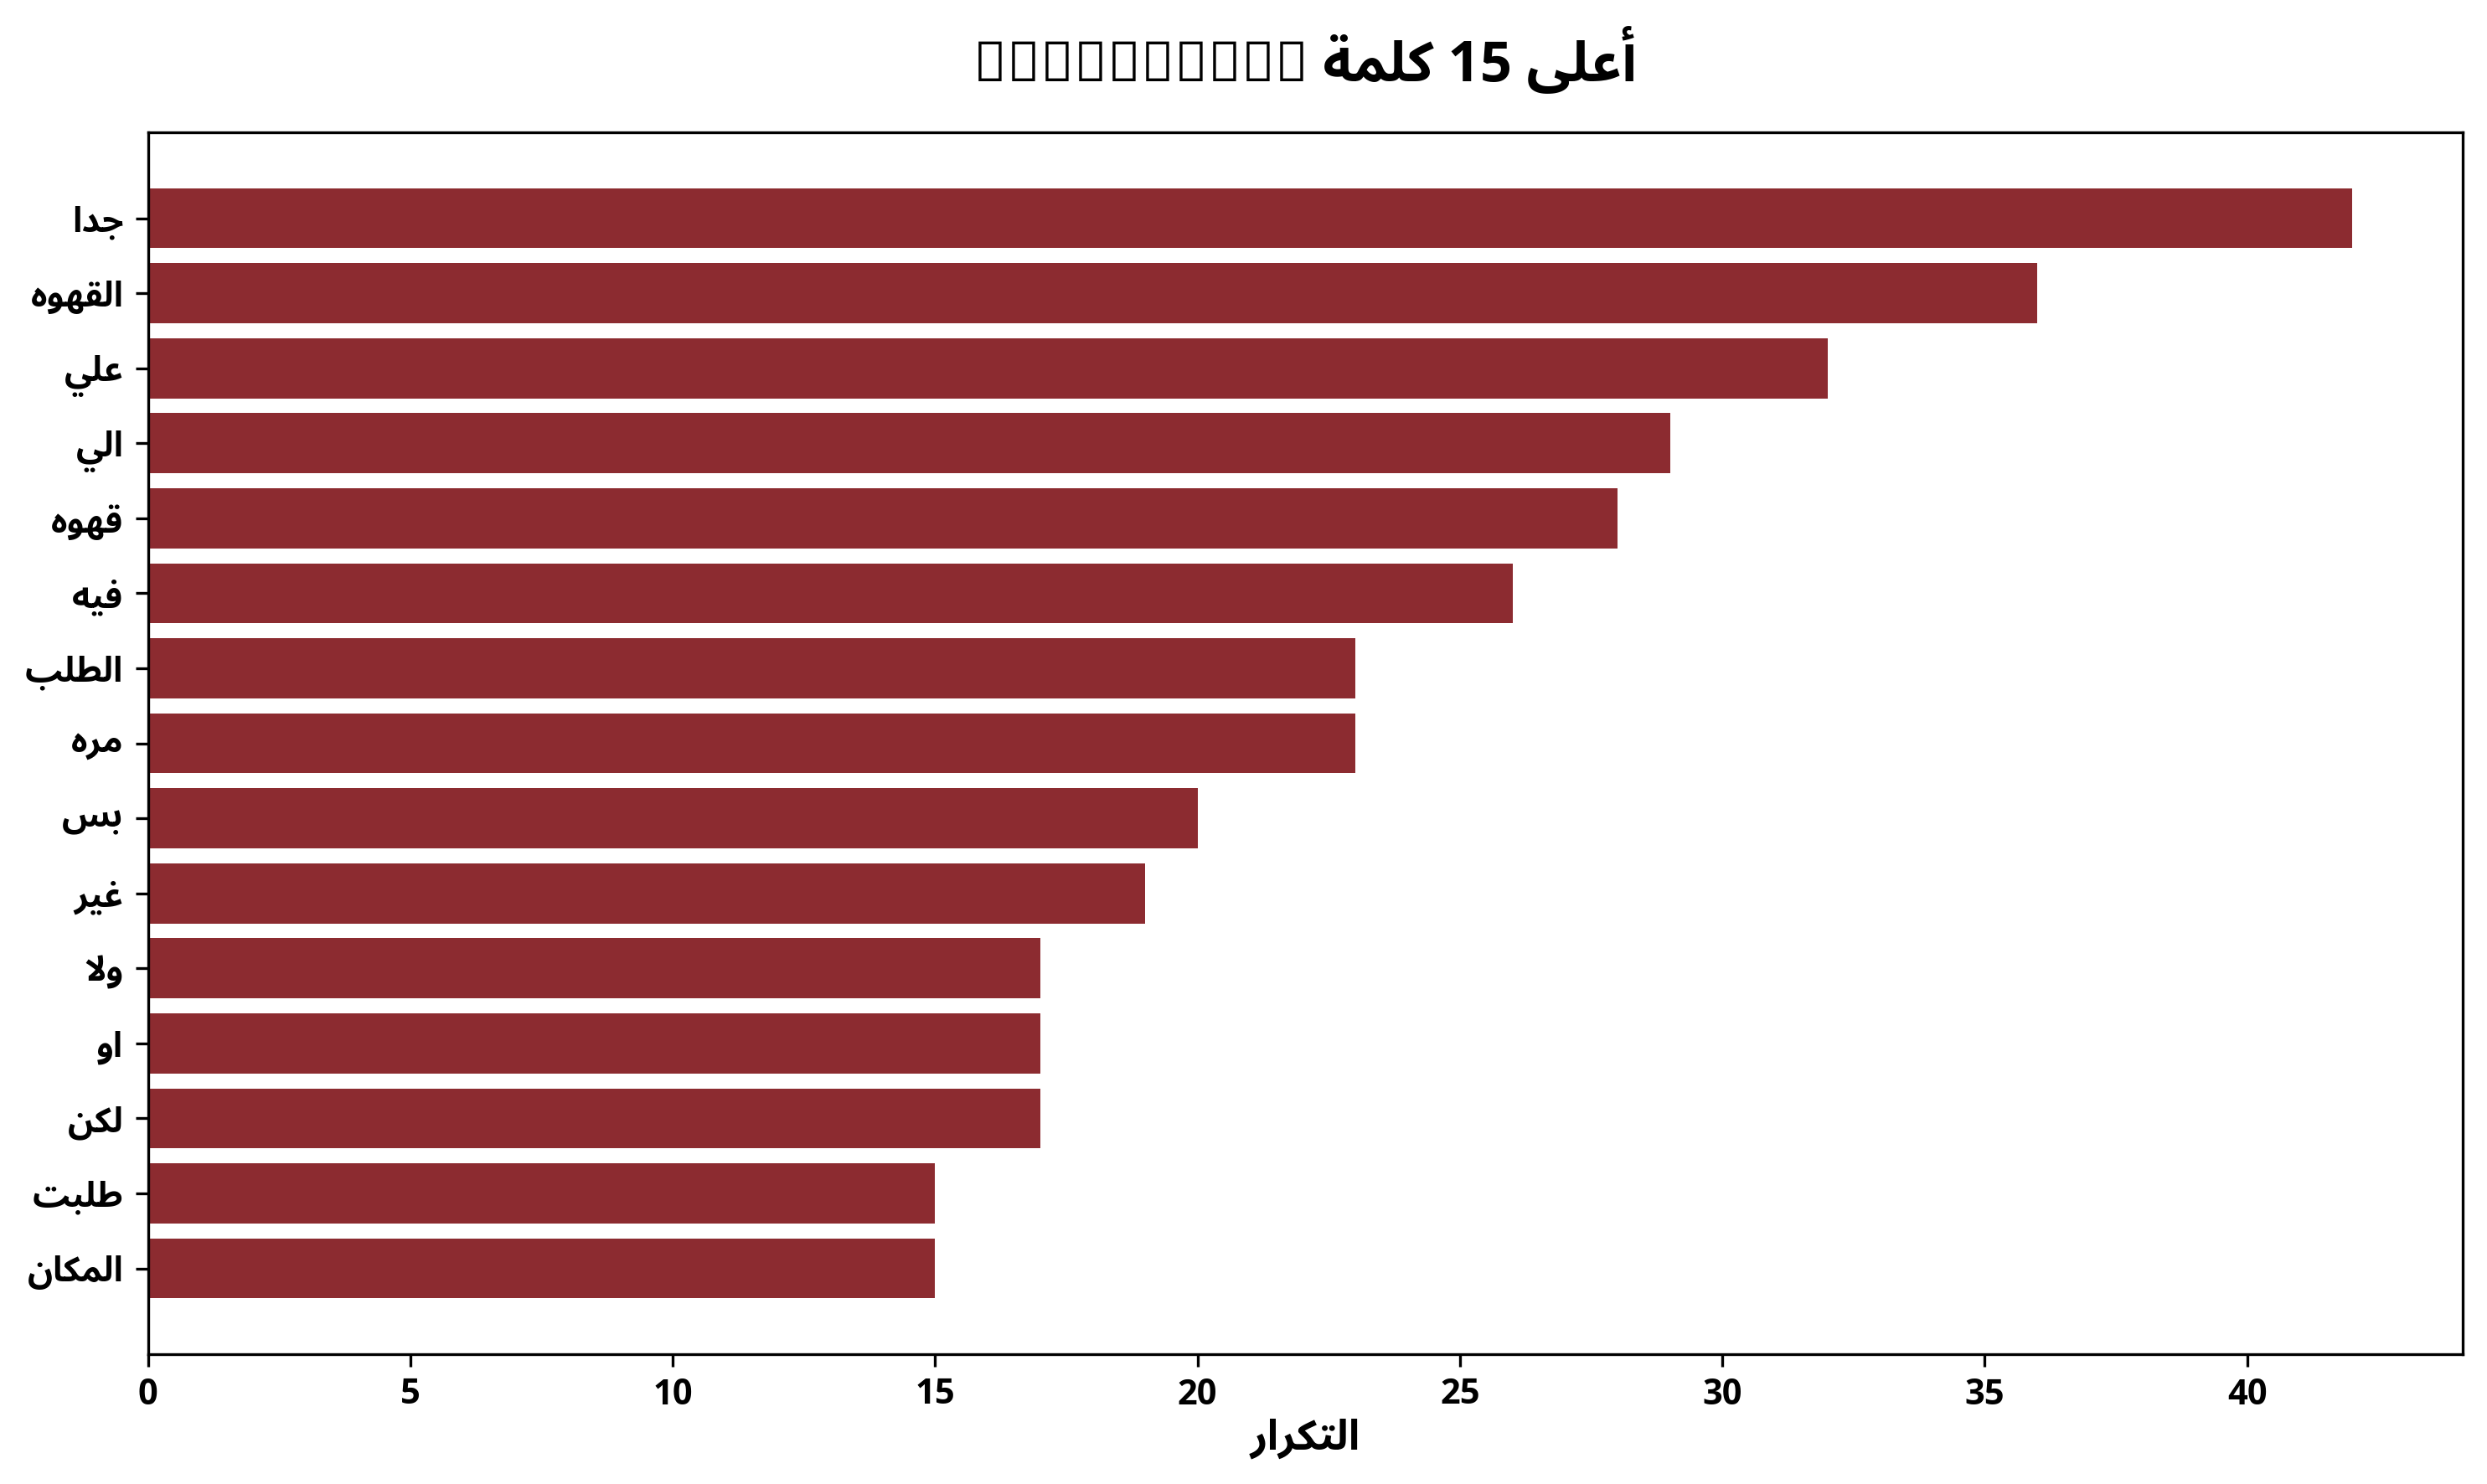 أعلى 15 كلمة
جدا
القهوه
علي
الي
قهوه
فيه
الطلب
مره
بس
غير
ولا
او
لكن
طلبت
المكان
0 5 10 15 20 25 30 35 40
التكرار